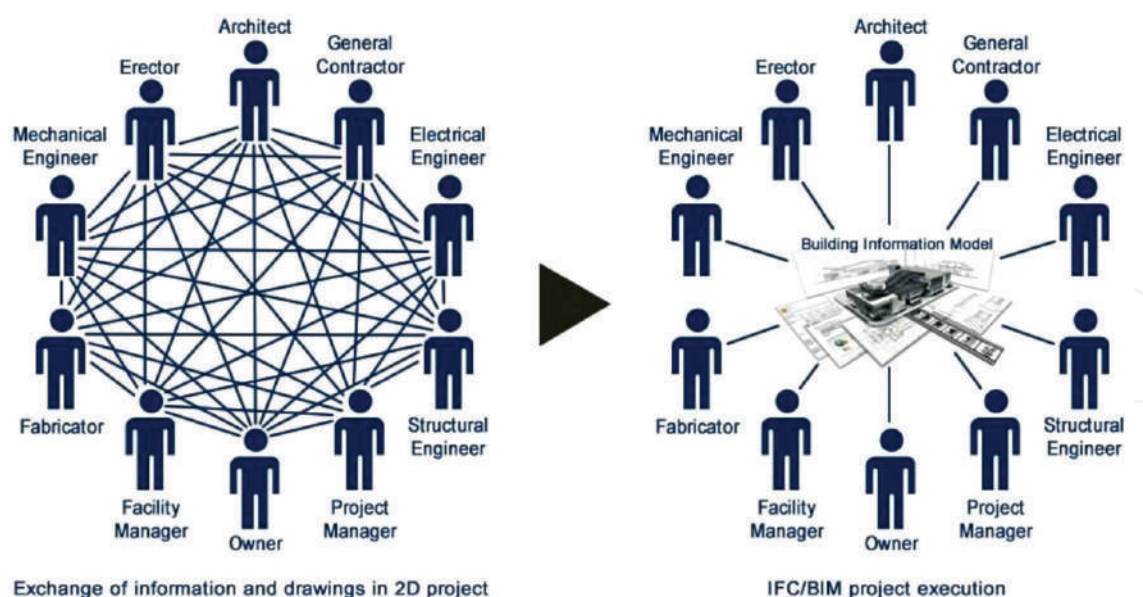 Architect
General
Contractor
Erector
Mechanical
Engineer
Electrical
Engineer
Fabricator
Structural
Engineer
Facility
Manager
Project
Manager
Owner
Exchange of information and drawings in 2D project
Architect
General
Contractor
Erector
Mechanical
Engineer
Electrical
Engineer
Building Information Model
Fabricator
Structural
Engineer
Facility
Manager
Project
Manager
Owner
IFC/BIM project execution